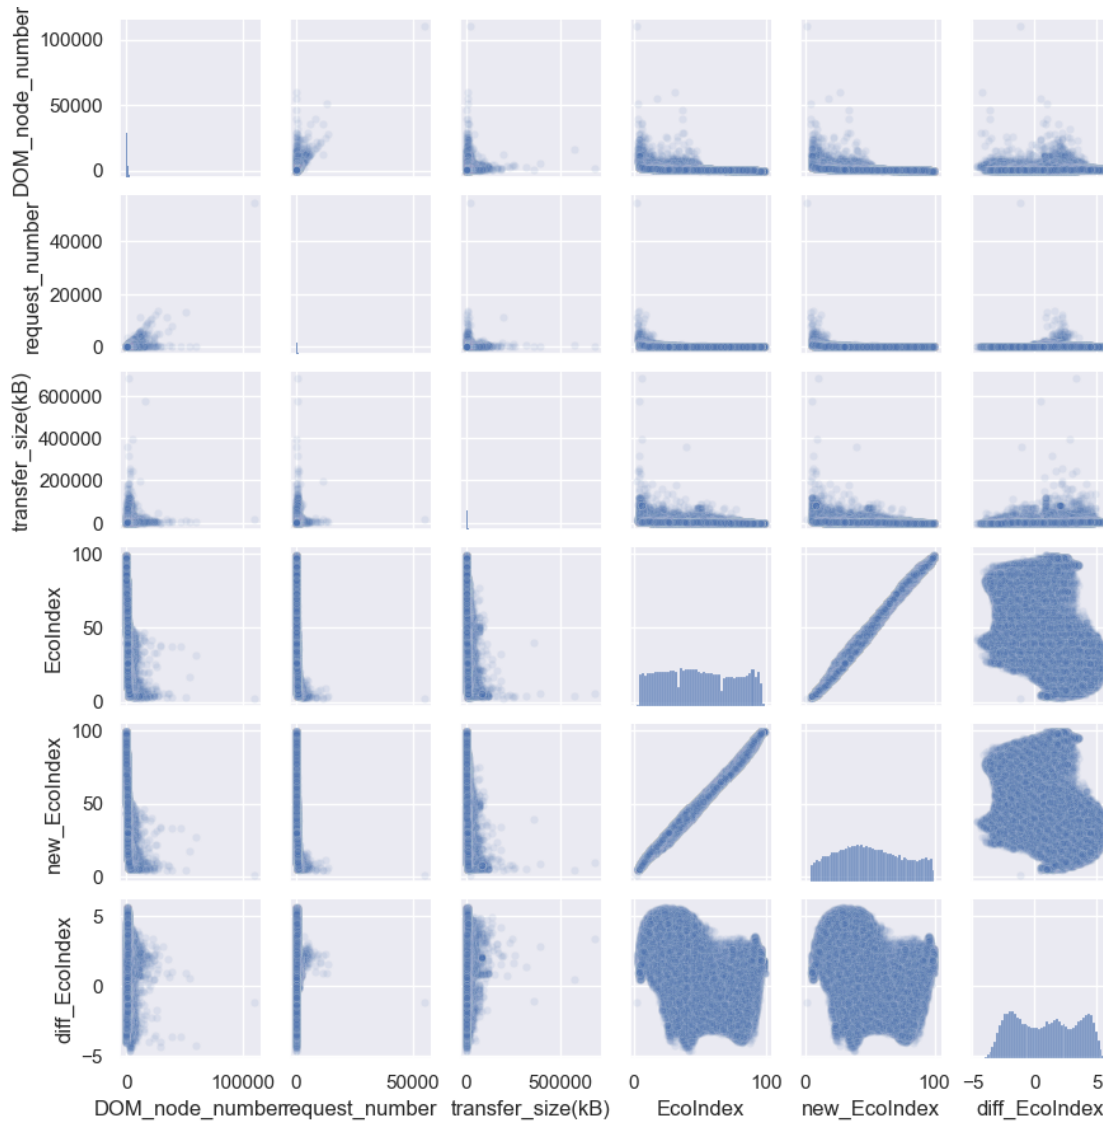 DOM_node_number
100000
50000
0
request_number
40000
20000
0
transfer_size(kB)
600000
400000
200000
0
EcoIndex
100
50
0
new_EcoIndex
100
50
0
diff_EcoIndex
5
0
−5
0 100000 0 50000 0 500000 0 100 0 100 −5 0 5
DOM_node_number request_number transfer_size(kB) EcoIndex new_EcoIndex diff_EcoIndex